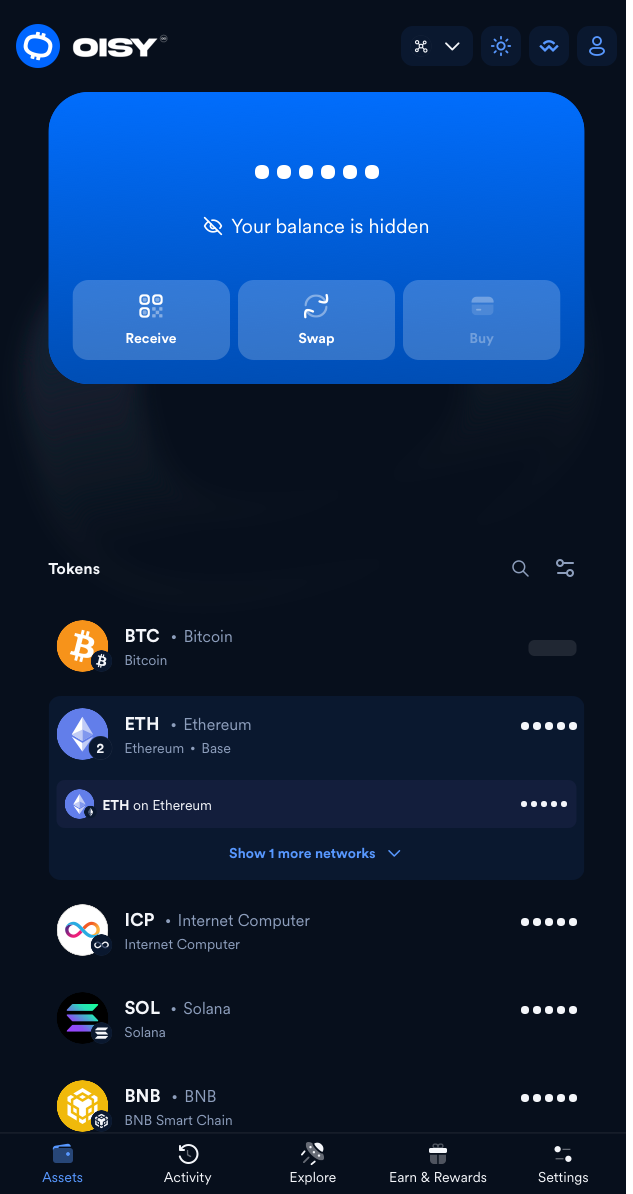 OISY
Your balance is hidden
Receive
Swap
Buy
Tokens
BTC • Bitcoin
Bitcoin
ETH • Ethereum
2
Ethereum • Base
ETH on Ethereum
Show 1 more networks
ICP • Internet Computer
Internet Computer
SOL • Solana
Solana
BNB • BNB
BNB Smart Chain
Assets
Activity
Explore
Earn & Rewards
Settings